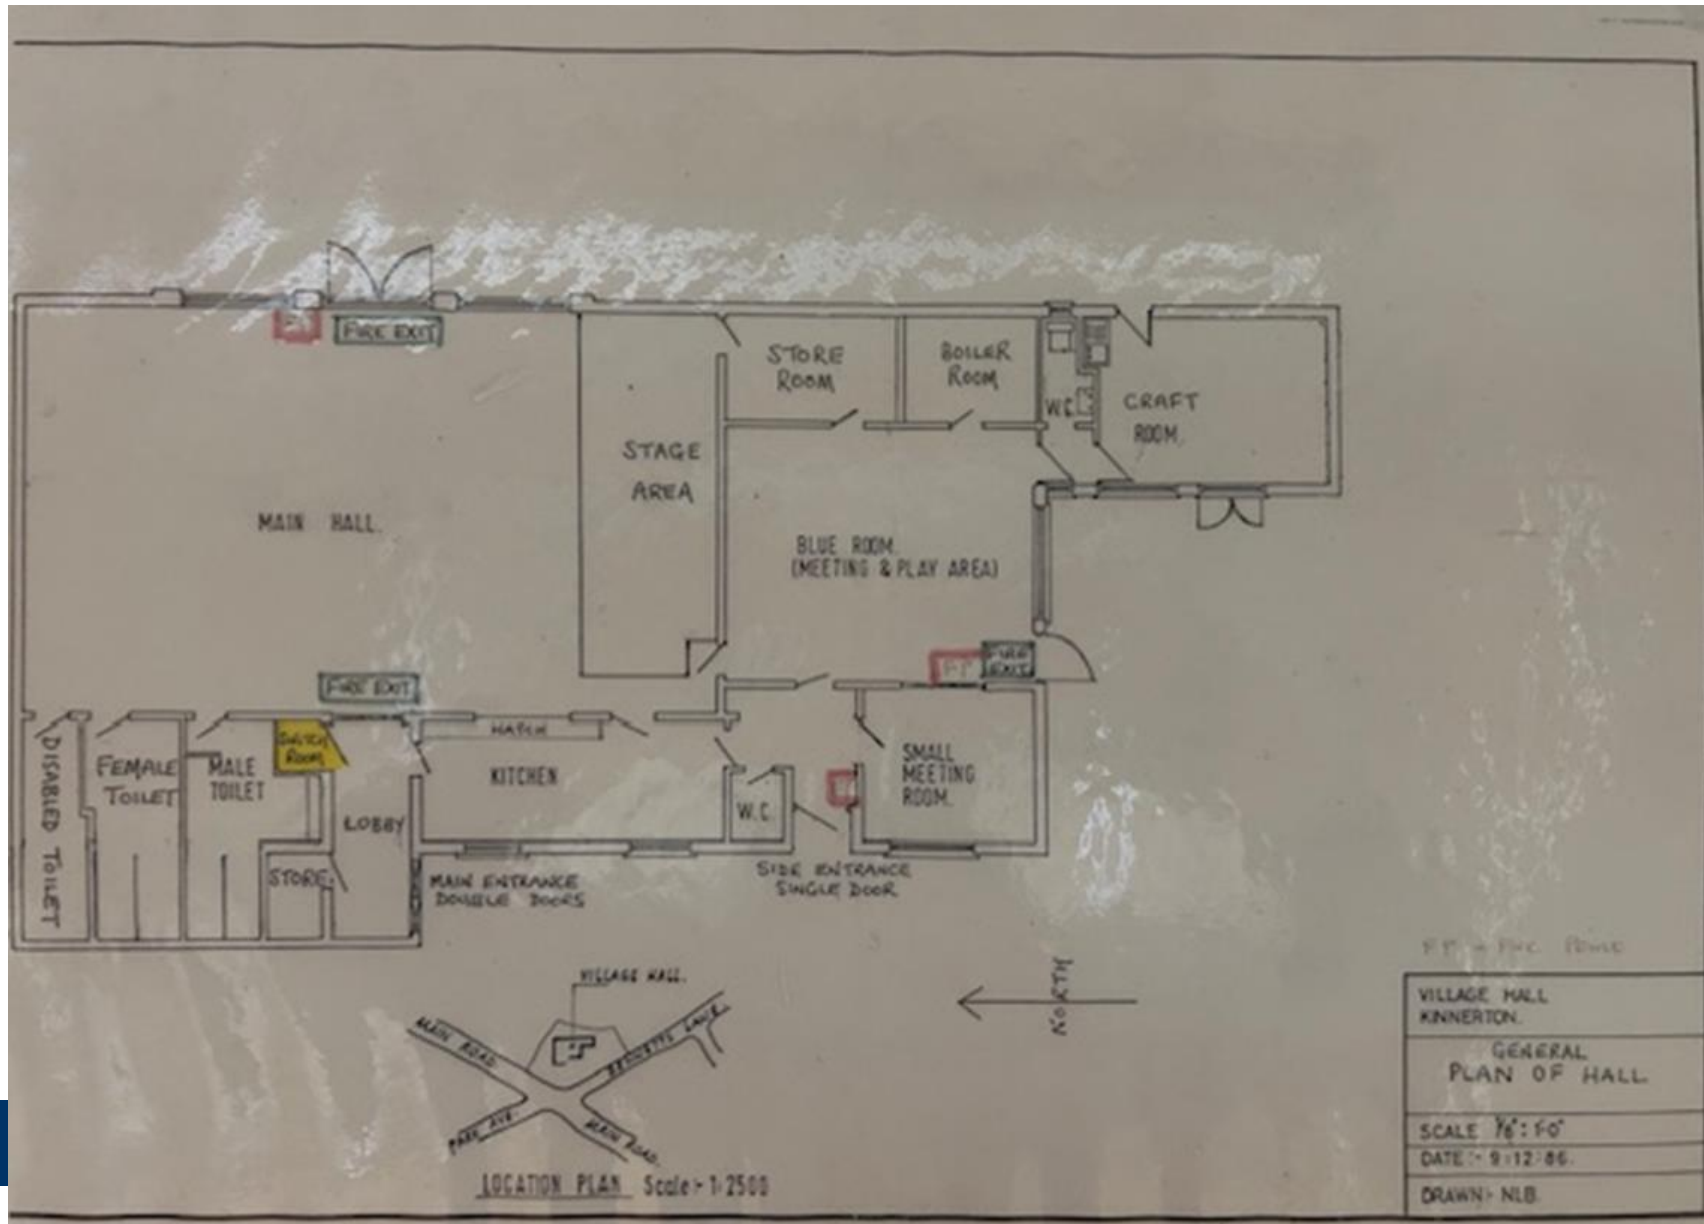 FIRE EXIT
STORE
ROOM
BOILER
ROOM
W.C.
CRAFT
ROOM.
STAGE
AREA
MAIN HALL.
BLUE ROOM.
(MEETING & PLAY AREA)
FIRE
EXIT
FP
FIRE EXIT
HATCH
SWITCH
ROOM
DISABLED TOILET
FEMALE
TOILET
MALE
TOILET
KITCHEN
SMALL
MEETING
ROOM.
W.C.
LOBBY
STORE
MAIN ENTRANCE
DOUBLE DOORS
SIDE ENTRANCE
SINGLE DOOR
NORTH
VILLAGE HALL.
MAIN ROAD.
BENNETTS LANE.
PARK AVE.
MAIN ROAD.
LOCATION PLAN Scale:- 1:2500
VILLAGE HALL
KINNERTON.
GENERAL
PLAN OF HALL
SCALE
DATE:- 9:12:86.
DRAWN:- NLB.